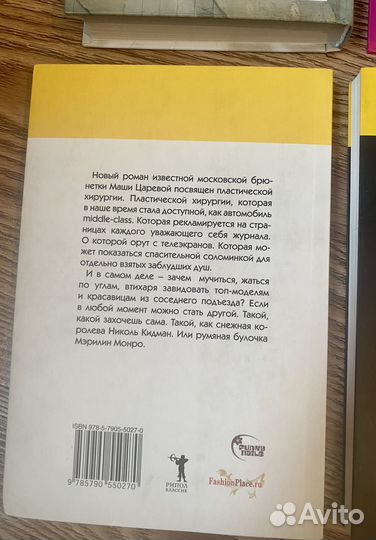 Новый роман известной московской брю-
нетки Маши Царевой посвящен пластической
хирургии. Пластической хирургии, которая
в наше время стала доступной, как автомобиль
middle-class. Которая рекламируется на стра-
ницах каждого уважающего себя журнала.
О которой орут с телеэкранов. Которая мо-
жет показаться спасительной соломинкой для
отдельно взятых заблудших душ.
И в самом деле – зачем мучиться, жаться
по углам, втихаря завидовать топ-моделям
и красавицам из соседнего подъезда? Если
в любой момент можно стать другой. Такой,
какой захочешь сама. Такой, как снежная ко-
ролева Николь Кидман. Или румяная булочка
Мэрилин Монро.
ISBN 978-5-7905-5027-0
9 785790 550270
РИПОЛ
КЛАССИК
FashionPlace.ru
Avito